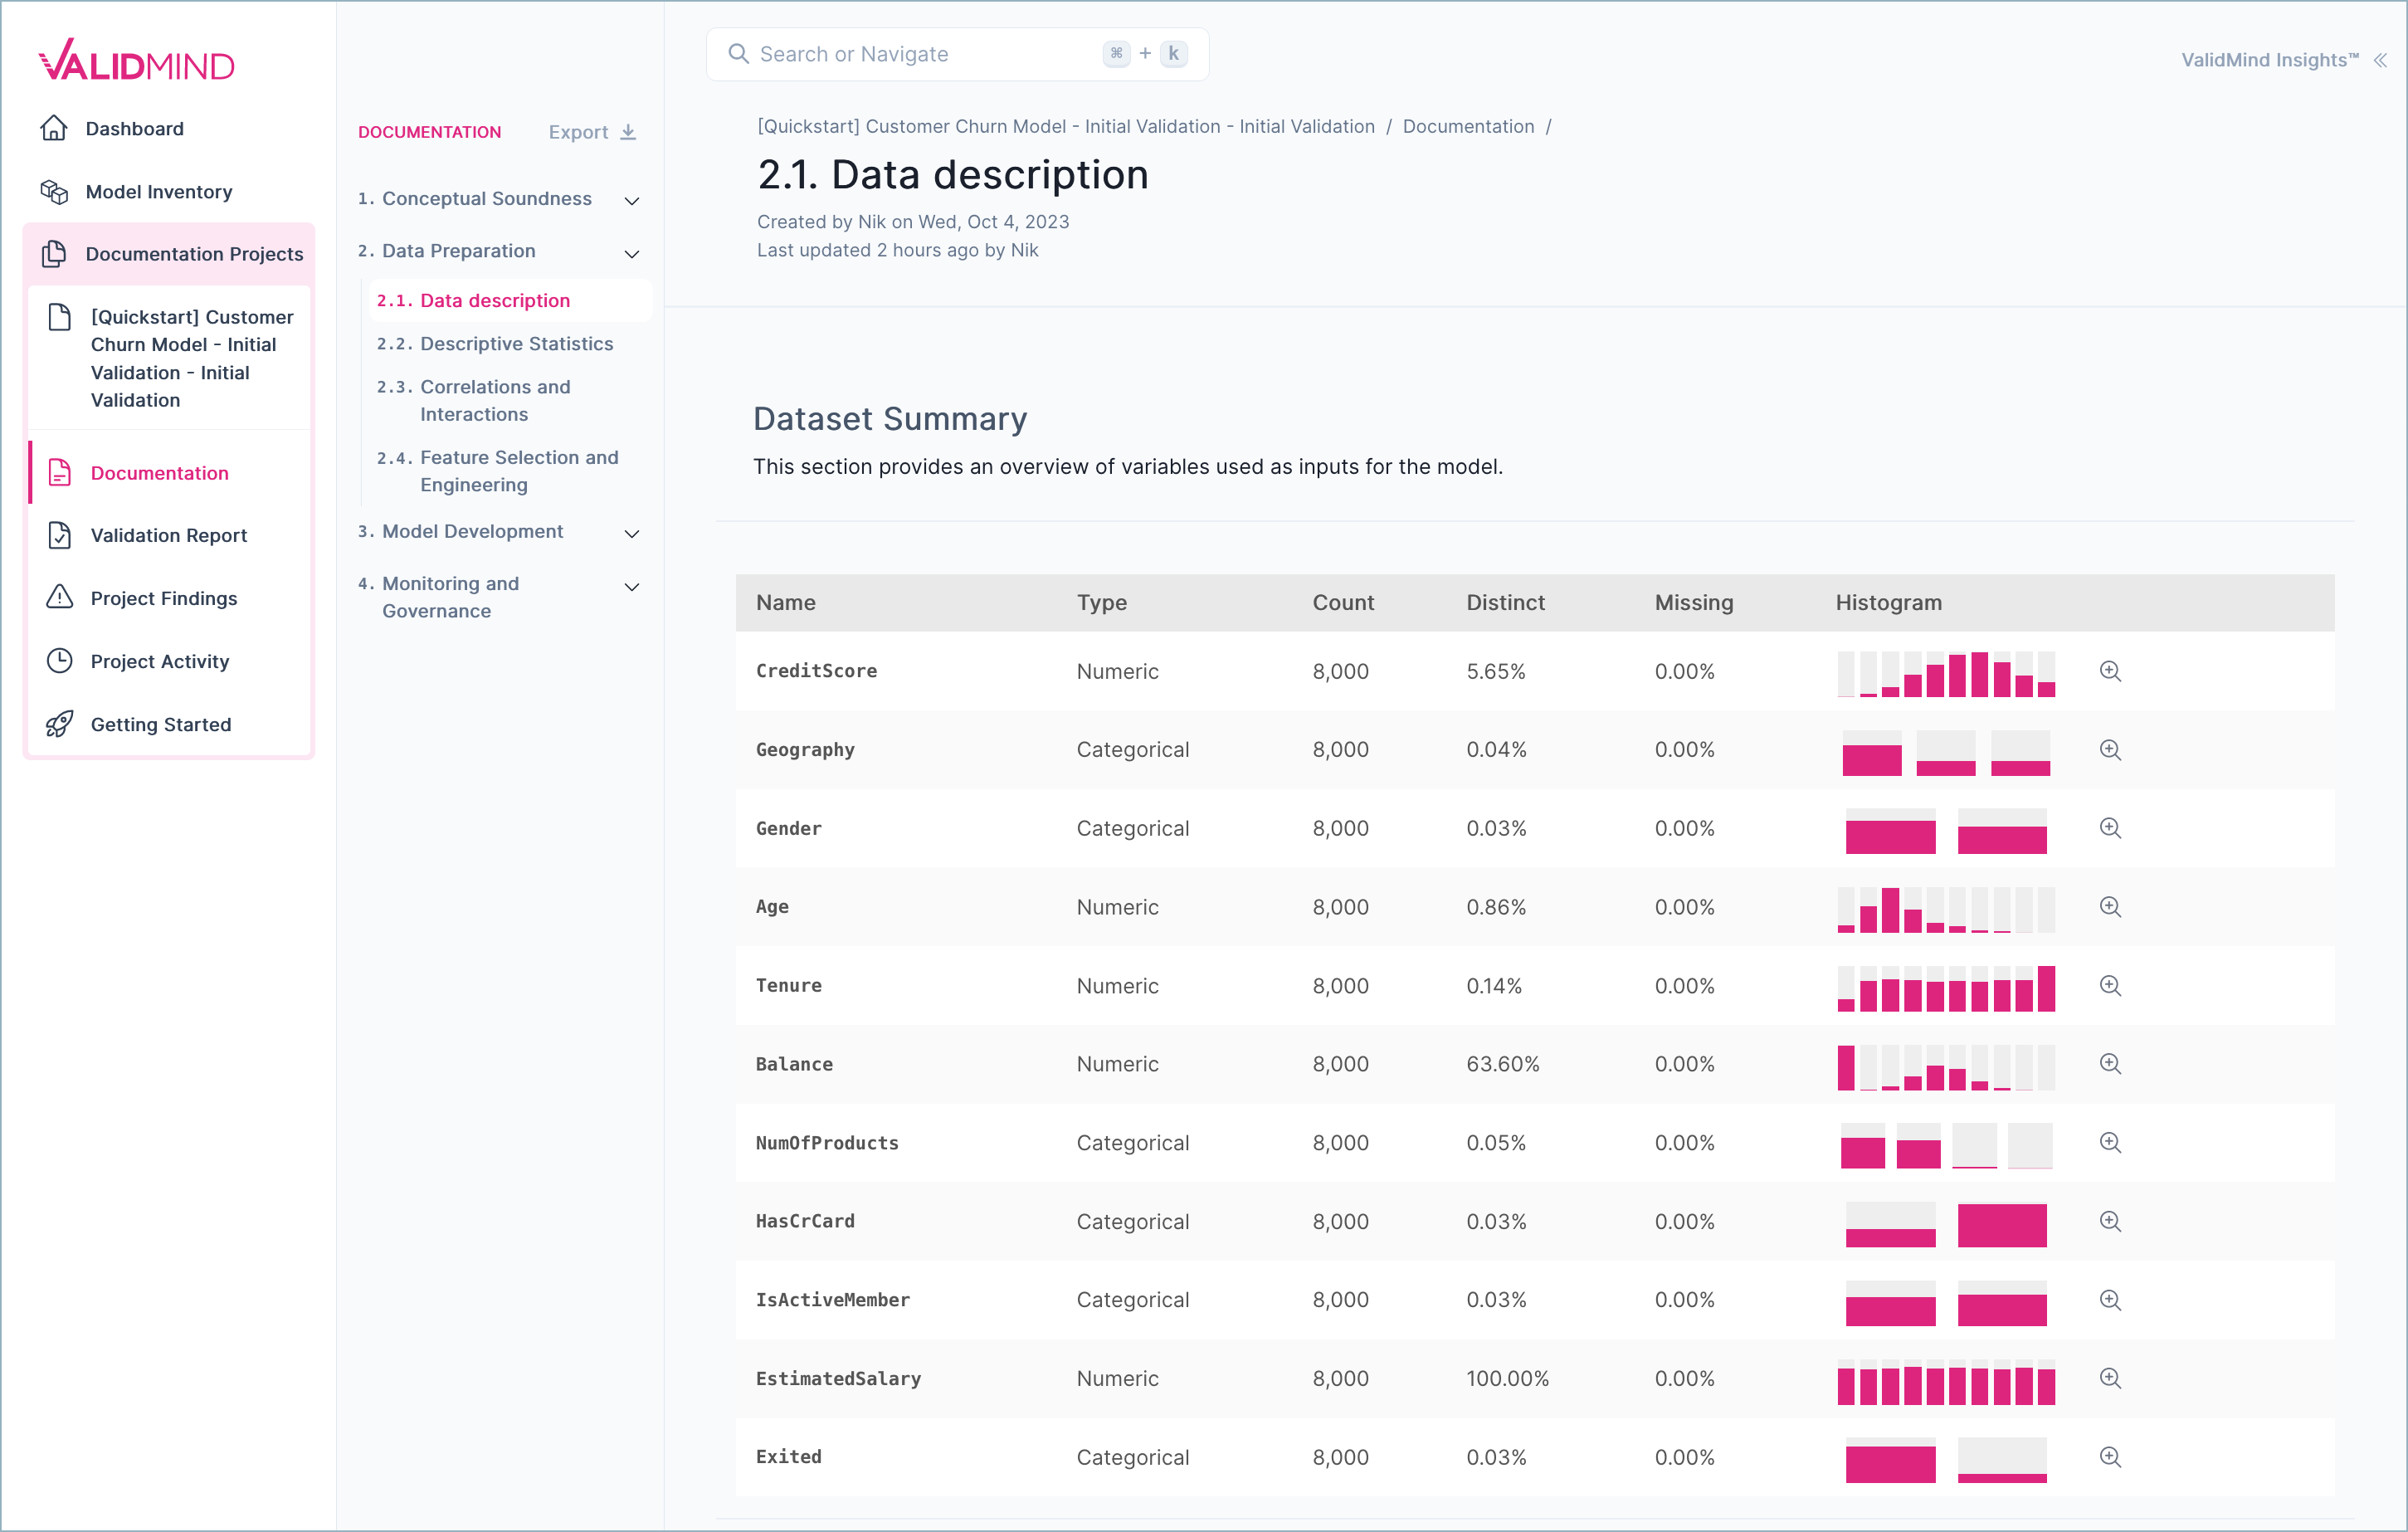 VALIDMIND
Dashboard
Model Inventory
Documentation Projects
[Quickstart] Customer
Churn Model - Initial
Validation - Initial
Validation
Documentation
Validation Report
Project Findings
Project Activity
Getting Started
DOCUMENTATION Export
1. Conceptual Soundness
2. Data Preparation
2.1. Data description
2.2. Descriptive Statistics
2.3. Correlations and
Interactions
2.4. Feature Selection and
Engineering
3. Model Development
4. Monitoring and
Governance
Search or Navigate ⌘ + k
ValidMind Insights™
[Quickstart] Customer Churn Model - Initial Validation - Initial Validation / Documentation /
2.1. Data description
Created by Nik on Wed, Oct 4, 2023
Last updated 2 hours ago by Nik
Dataset Summary
This section provides an overview of variables used as inputs for the model.
Name Type Count Distinct Missing Histogram
CreditScore Numeric 8,000 5.65% 0.00%
Geography Categorical 8,000 0.04% 0.00%
Gender Categorical 8,000 0.03% 0.00%
Age Numeric 8,000 0.86% 0.00%
Tenure Numeric 8,000 0.14% 0.00%
Balance Numeric 8,000 63.60% 0.00%
NumOfProducts Categorical 8,000 0.05% 0.00%
HasCrCard Categorical 8,000 0.03% 0.00%
IsActiveMember Categorical 8,000 0.03% 0.00%
EstimatedSalary Numeric 8,000 100.00% 0.00%
Exited Categorical 8,000 0.03% 0.00%